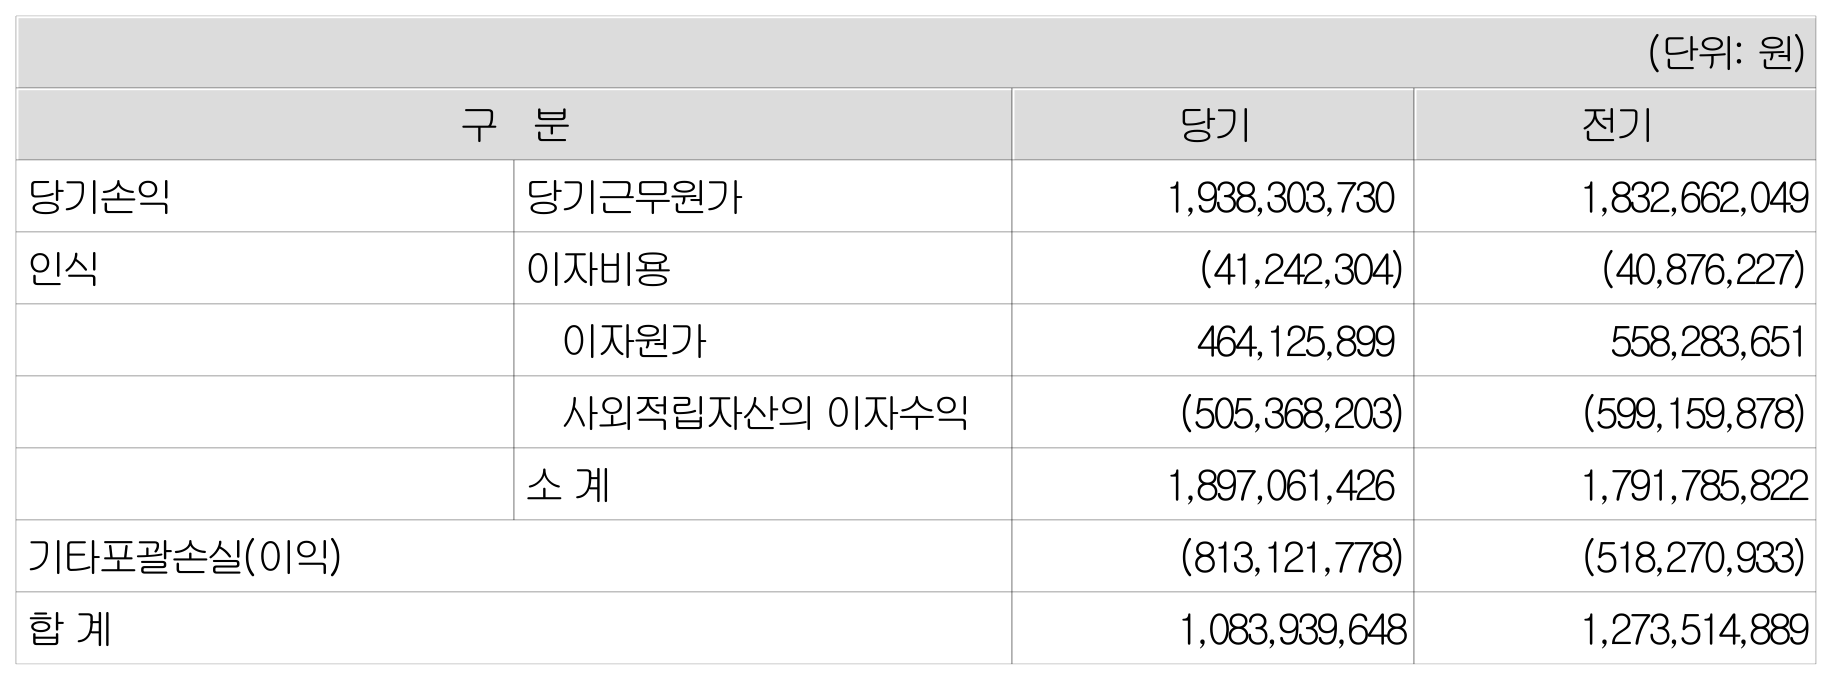 (단위: 원)
구 분 당기 전기
당기손익 당기근무원가 1,938,303,730 1,832,662,049
인식 이자비용 (41,242,304) (40,876,227)
이자원가 464,125,899 558,283,651
사외적립자산의 이자수익 (505,368,203) (599,159,878)
소 계 1,897,061,426 1,791,785,822
기타포괄손실(이익) (813,121,778) (518,270,933)
합 계 1,083,939,648 1,273,514,889